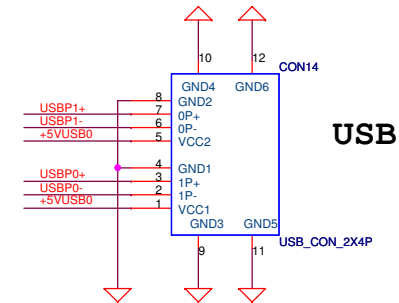 10 12
CON14
GND4 GND6
8 GND2
USBP1+ 7 0P+
USBP1- 6 0P-
+5VUSB0 5 VCC2
USB
4 GND1
USBP0+ 3 1P+
USBP0- 2 1P-
+5VUSB0 1 VCC1
GND3 GND5
USB_CON_2X4P
9 11